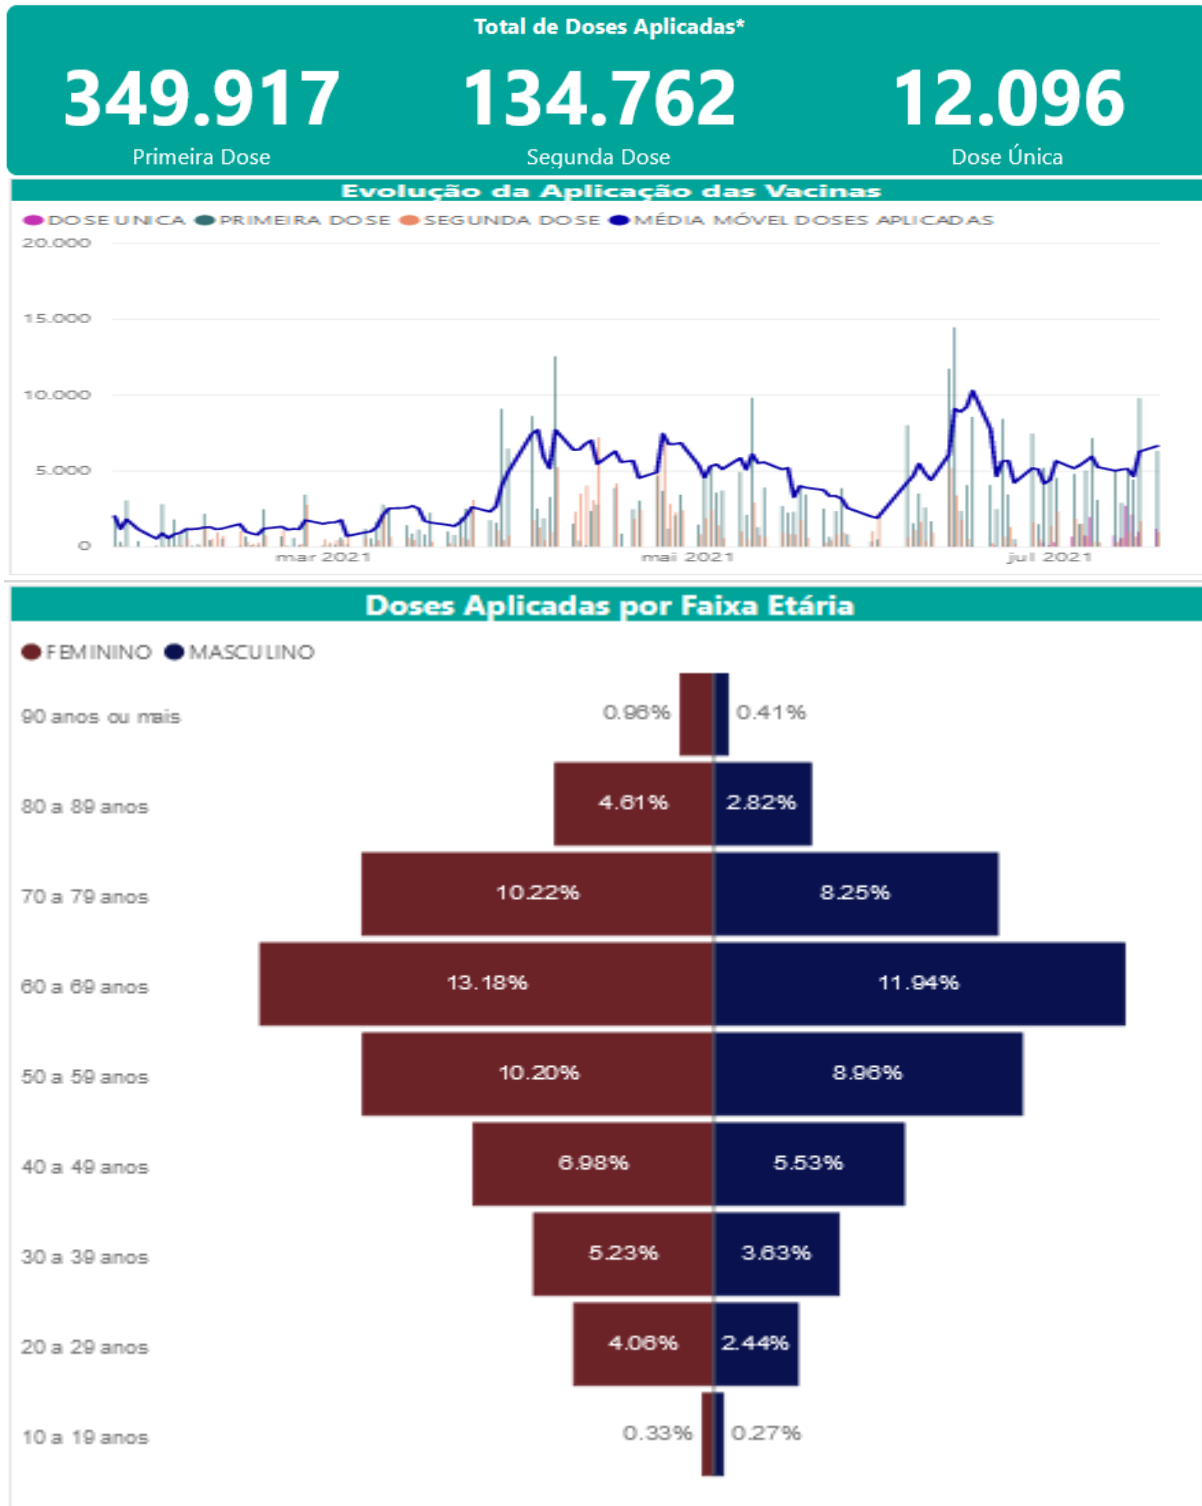 Total de Doses Aplicadas*
349.917 134.762 12.096
Primeira Dose Segunda Dose Dose Única
Evolução da Aplicação das Vacinas
DOSE UNICA PRIMEIRA DOSE SEGUNDA DOSE MÉDIA MÓVEL DOSES APLICADAS
20.000
15.000
10.000
5.000
0
mar 2021 mai 2021 jul 2021
Doses Aplicadas por Faixa Etária
FEMININO MASCULINO
90 anos ou mais 0.96% 0.41%
80 a 89 anos 4.61% 2.82%
70 a 79 anos 10.22% 8.25%
60 a 69 anos 13.18% 11.94%
50 a 59 anos 10.20% 8.96%
40 a 49 anos 6.98% 5.53%
30 a 39 anos 5.23% 3.63%
20 a 29 anos 4.06% 2.44%
10 a 19 anos 0.33% 0.27%